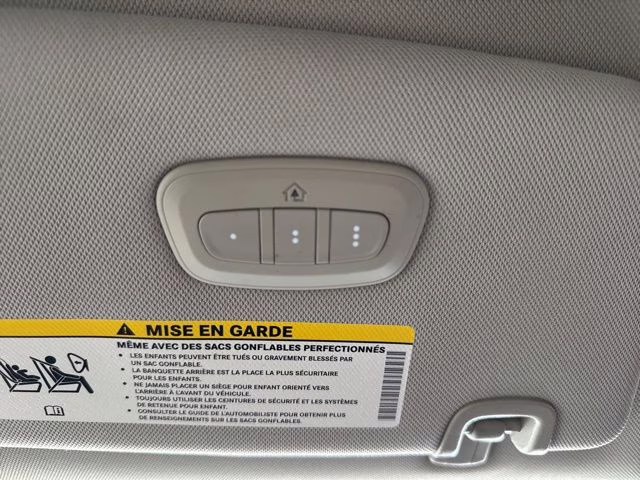 MISE EN GARDE
MÊME AVEC DES SACS GONFLABLES PERFECTIONNÉS
• LES ENFANTS PEUVENT ÊTRE TUÉS OU GRAVEMENT BLESSÉS PAR
UN SAC GONFLABLE.
• LA BANQUETTE ARRIÈRE EST LA PLACE LA PLUS SÉCURITAIRE
POUR LES ENFANTS.
• NE JAMAIS PLACER UN SIÈGE POUR ENFANT ORIENTÉ VERS
L'ARRIÈRE À L'AVANT DU VÉHICULE.
• TOUJOURS UTILISER LES CEINTURES DE SÉCURITÉ ET LES SYSTÈMES
DE RETENUE POUR ENFANT.
• CONSULTER LE GUIDE DE L'AUTOMOBILISTE POUR OBTENIR PLUS
DE RENSEIGNEMENTS SUR LES SACS GONFLABLES.